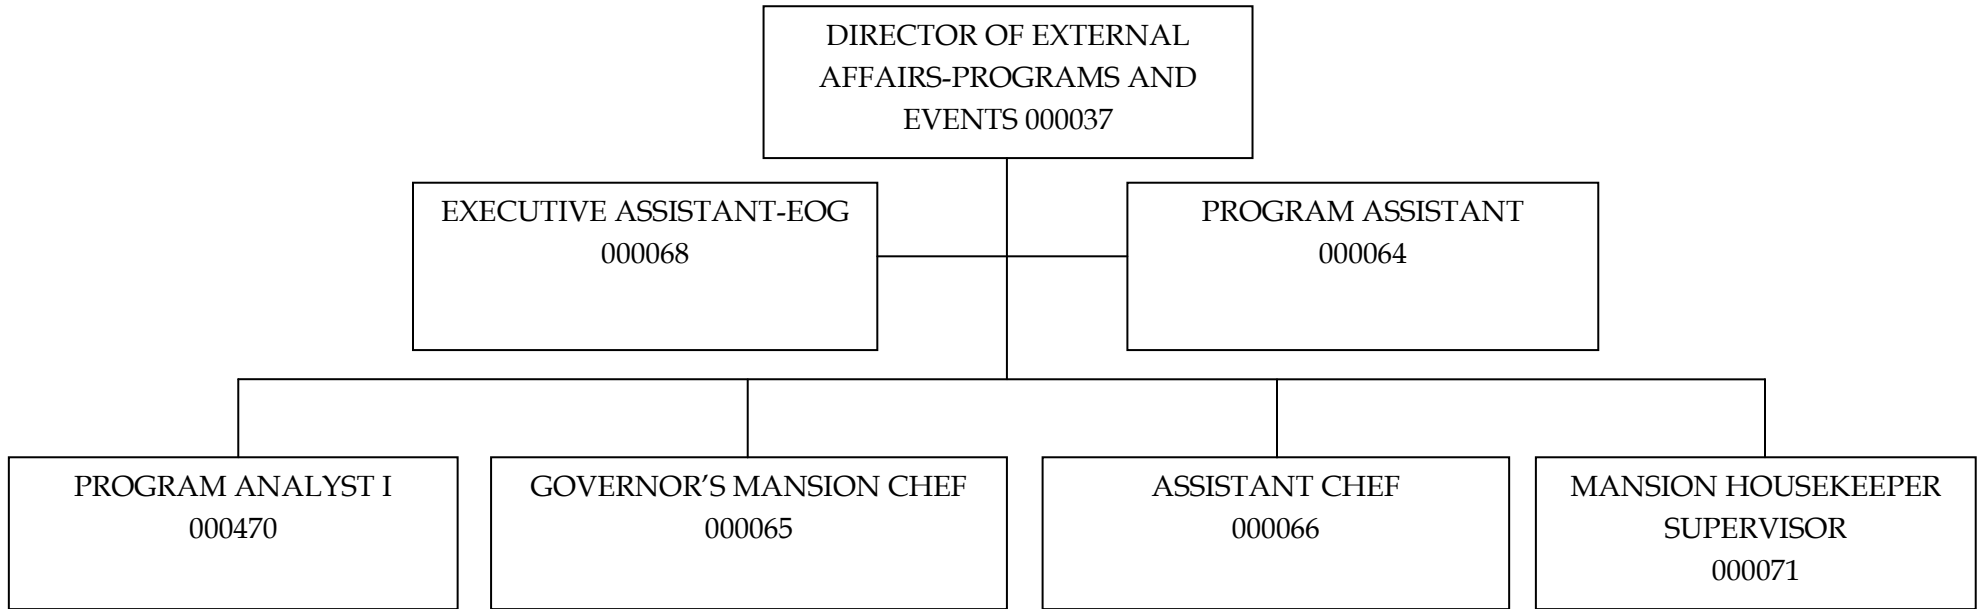 DIRECTOR OF EXTERNAL
AFFAIRS-PROGRAMS AND
EVENTS 000037
EXECUTIVE ASSISTANT-EOG
000068
PROGRAM ASSISTANT
000064
PROGRAM ANALYST I
000470
GOVERNOR’S MANSION CHEF
000065
ASSISTANT CHEF
000066
MANSION HOUSEKEEPER
SUPERVISOR
000071